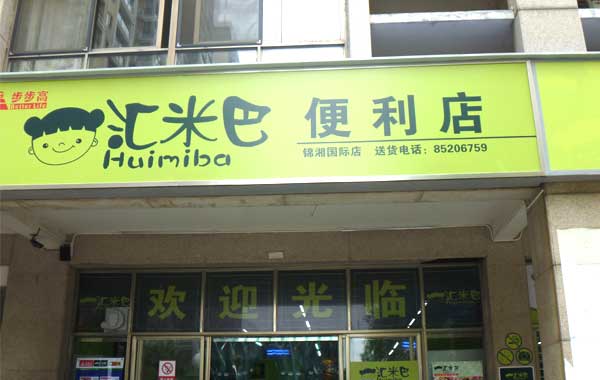 步步高
Better Life
汇米巴 便利店
Huimiba
锦湘国际店 送货电话：85206759
汇米巴 欢迎光临 汇米巴